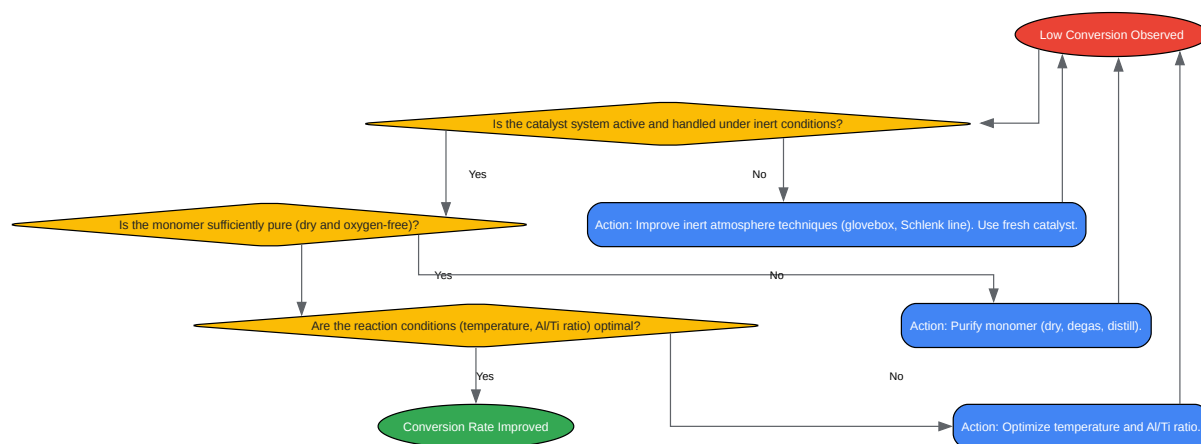 Low Conversion Observed
Is the catalyst system active and handled under inert conditions?
Yes
No
Is the monomer sufficiently pure (dry and oxygen-free)?
Action: Improve inert atmosphere techniques (glovebox, Schlenk line). Use fresh catalyst.
Yes
No
Are the reaction conditions (temperature, Al/Ti ratio) optimal?
Action: Purify monomer (dry, degas, distill).
Yes
No
Conversion Rate Improved
Action: Optimize temperature and Al/Ti ratio.